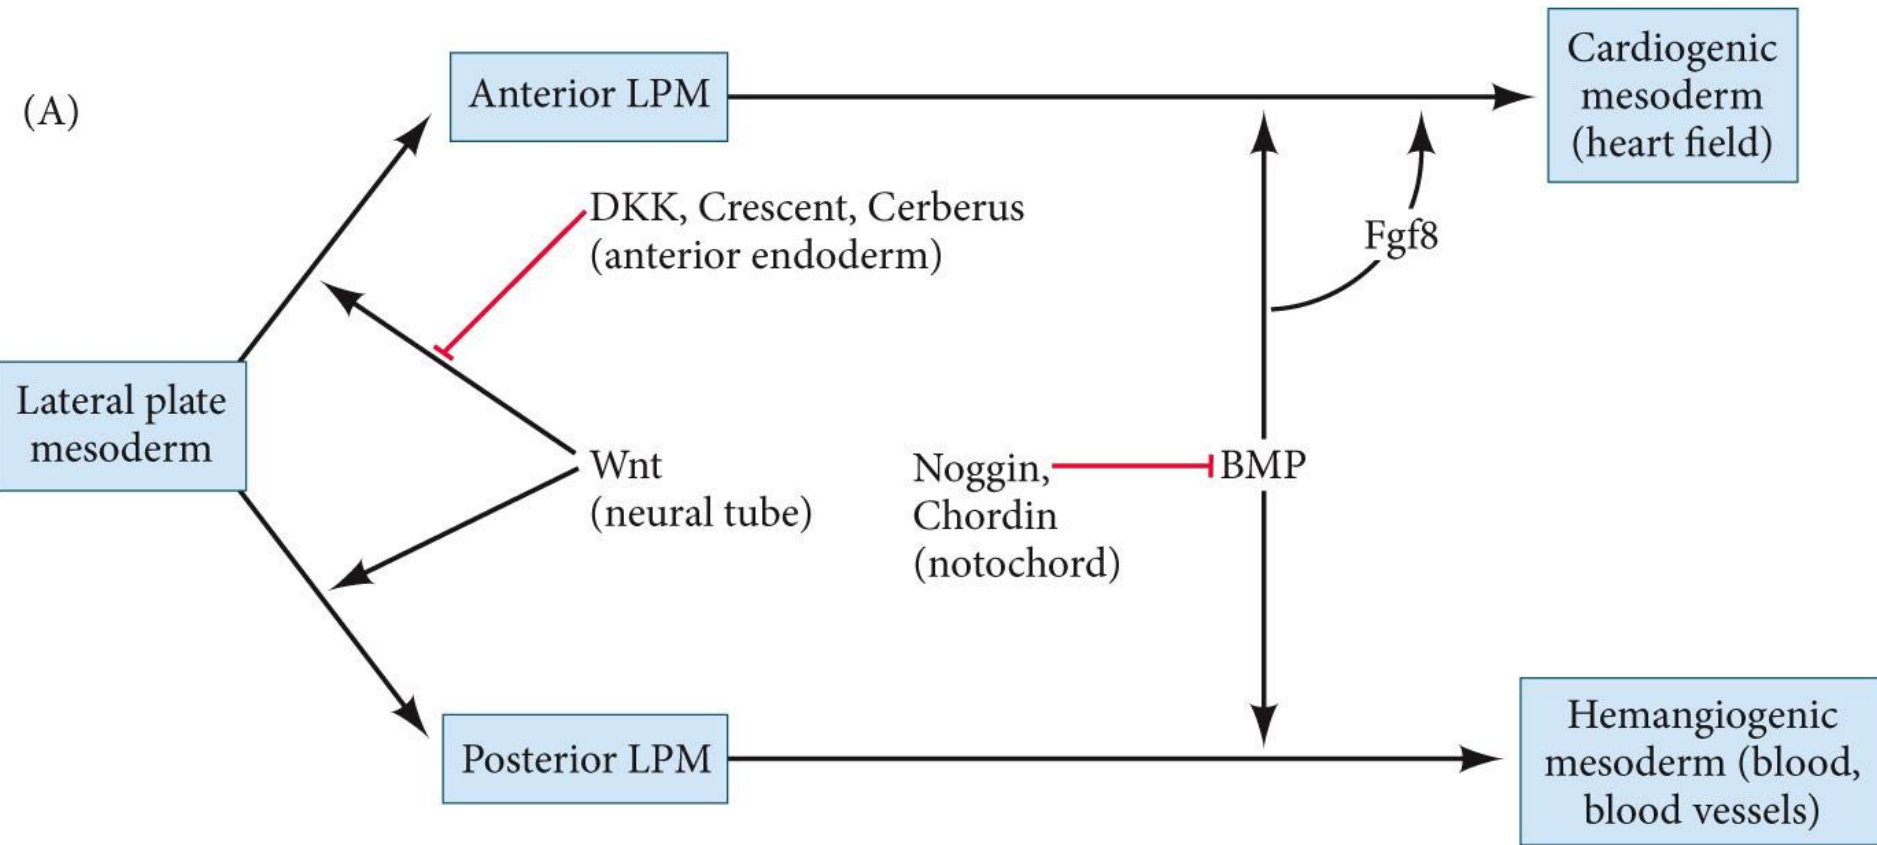 (A)
Anterior LPM
Cardiogenic
mesoderm
(heart field)
DKK, Crescent, Cerberus
(anterior endoderm)
Fgf8
Lateral plate
mesoderm
Wnt
(neural tube)
Noggin,
Chordin
(notochord)
BMP
Posterior LPM
Hemangiogenic
mesoderm (blood,
blood vessels)